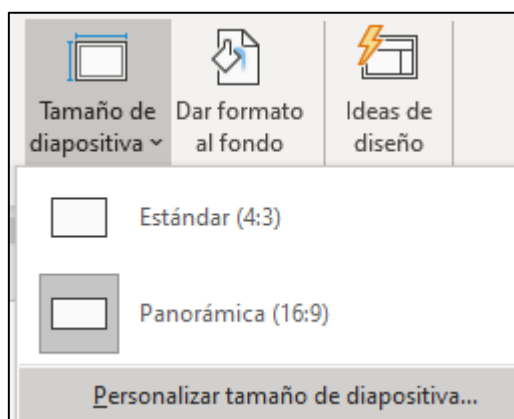 Tamaño de diapositiva
Dar formato al fondo
Ideas de diseño
Estándar (4:3)
Panorámica (16:9)
Personalizar tamaño de diapositiva...